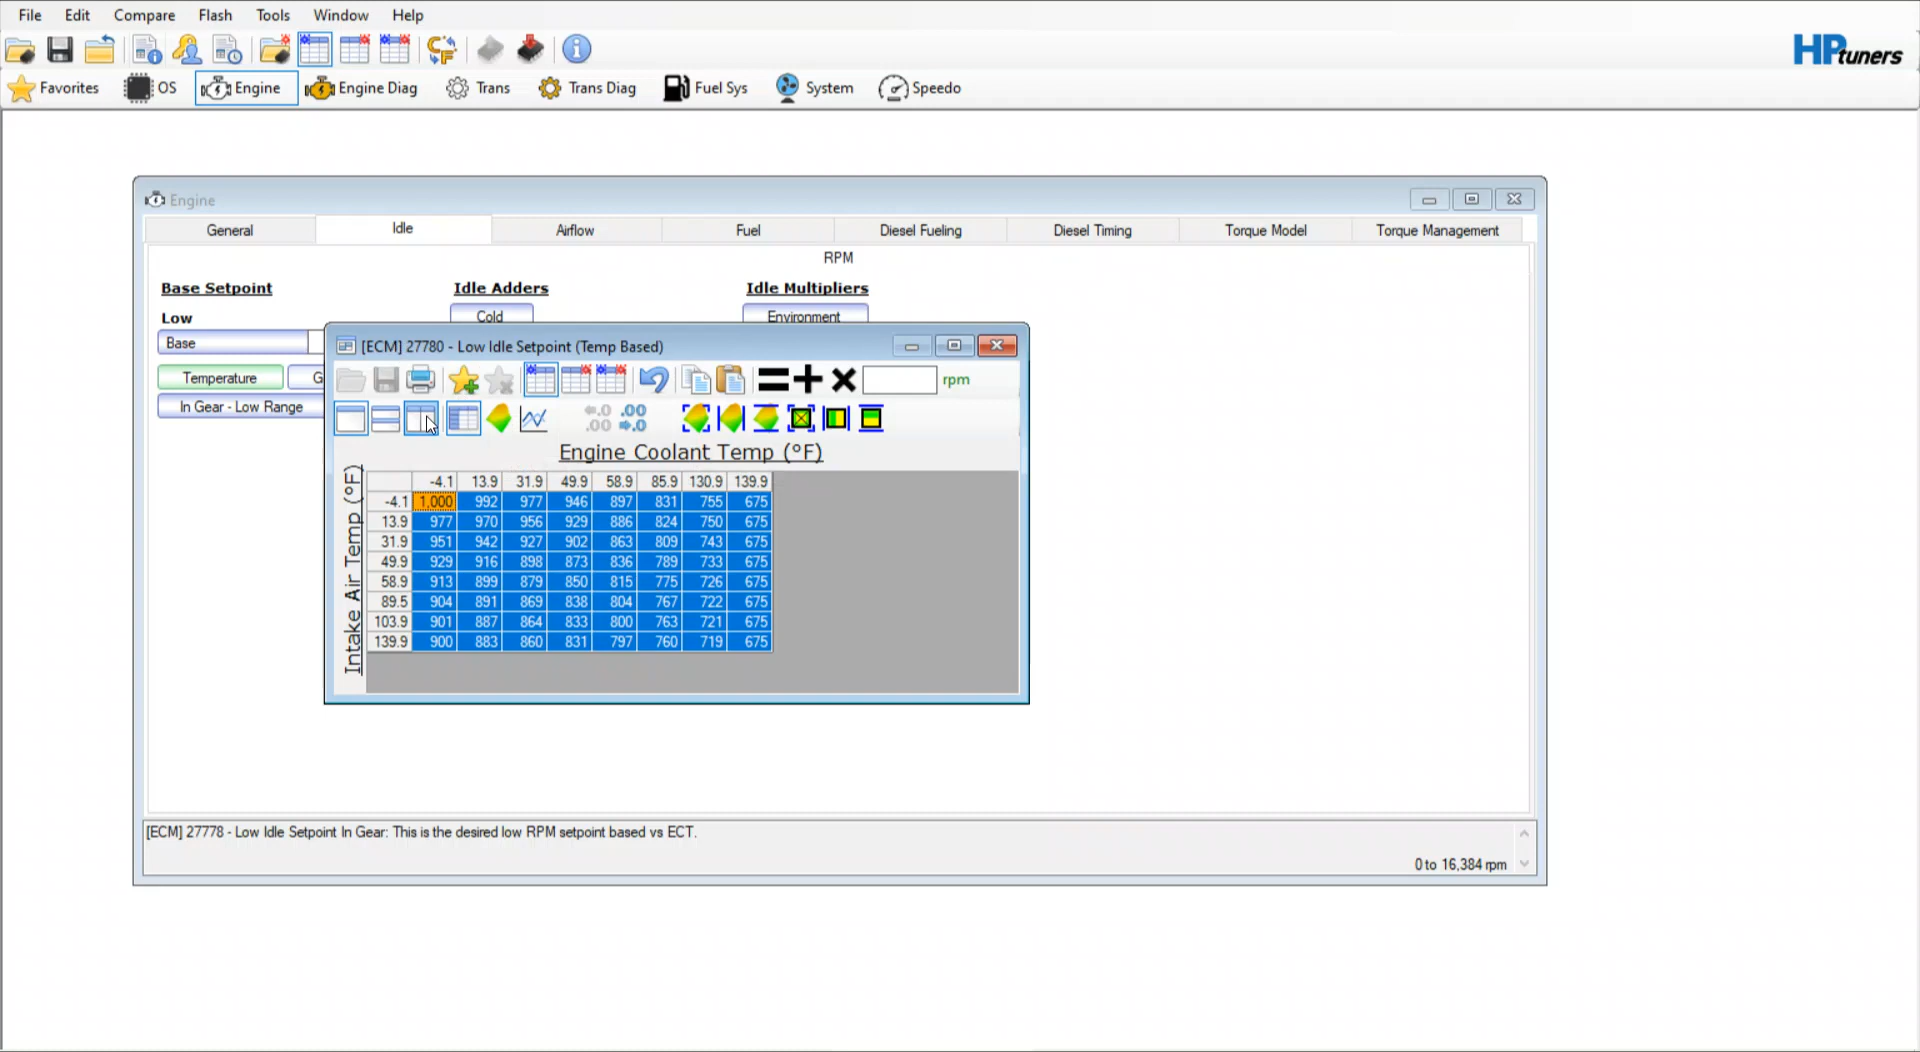 File Edit Compare Flash Tools Window Help
HPtuners
Favorites OS Engine Engine Diag Trans Trans Diag Fuel Sys System Speedo
Engine
General Idle Airflow Fuel Diesel Fueling Diesel Timing Torque Model Torque Management
RPM
Base Setpoint Idle Adders Idle Multipliers
Low Cold Environment
Base
Temperature G
In Gear - Low Range
[ECM] 27780 - Low Idle Setpoint (Temp Based)
rpm
.0 .00
.00 .0
Engine Coolant Temp (°F)
Intake Air Temp (°F)
-4.1 13.9 31.9 49.9 58.9 85.9 130.9 139.9
-4.1 1,000 992 977 946 897 831 755 675
13.9 977 970 956 929 886 824 750 675
31.9 951 942 927 902 863 809 743 675
49.9 929 916 898 873 836 789 733 675
58.9 913 899 879 850 815 775 726 675
89.5 904 891 869 838 804 767 722 675
103.9 901 887 864 833 800 763 721 675
139.9 900 883 860 831 797 760 719 675
[ECM] 27778 - Low Idle Setpoint In Gear: This is the desired low RPM setpoint based vs ECT.
0 to 16,384 rpm